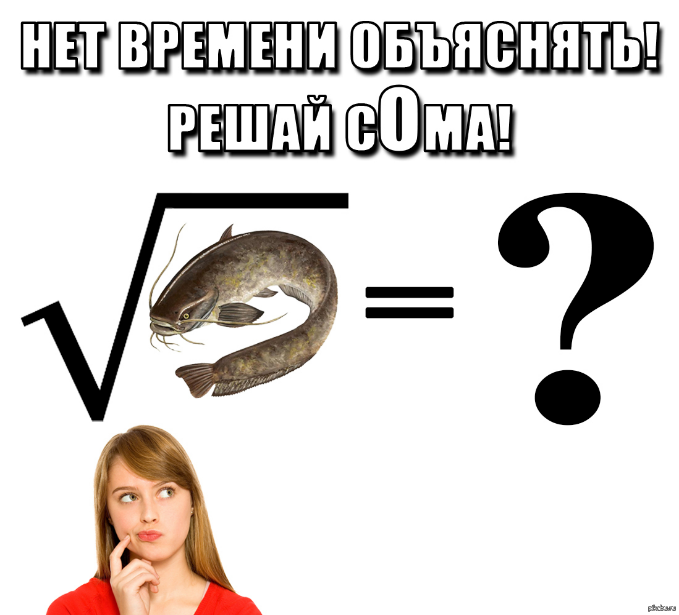 НЕТ ВРЕМЕНИ ОБЪЯСНЯТЬ!
РЕШАЙ сОма!
√ = ?